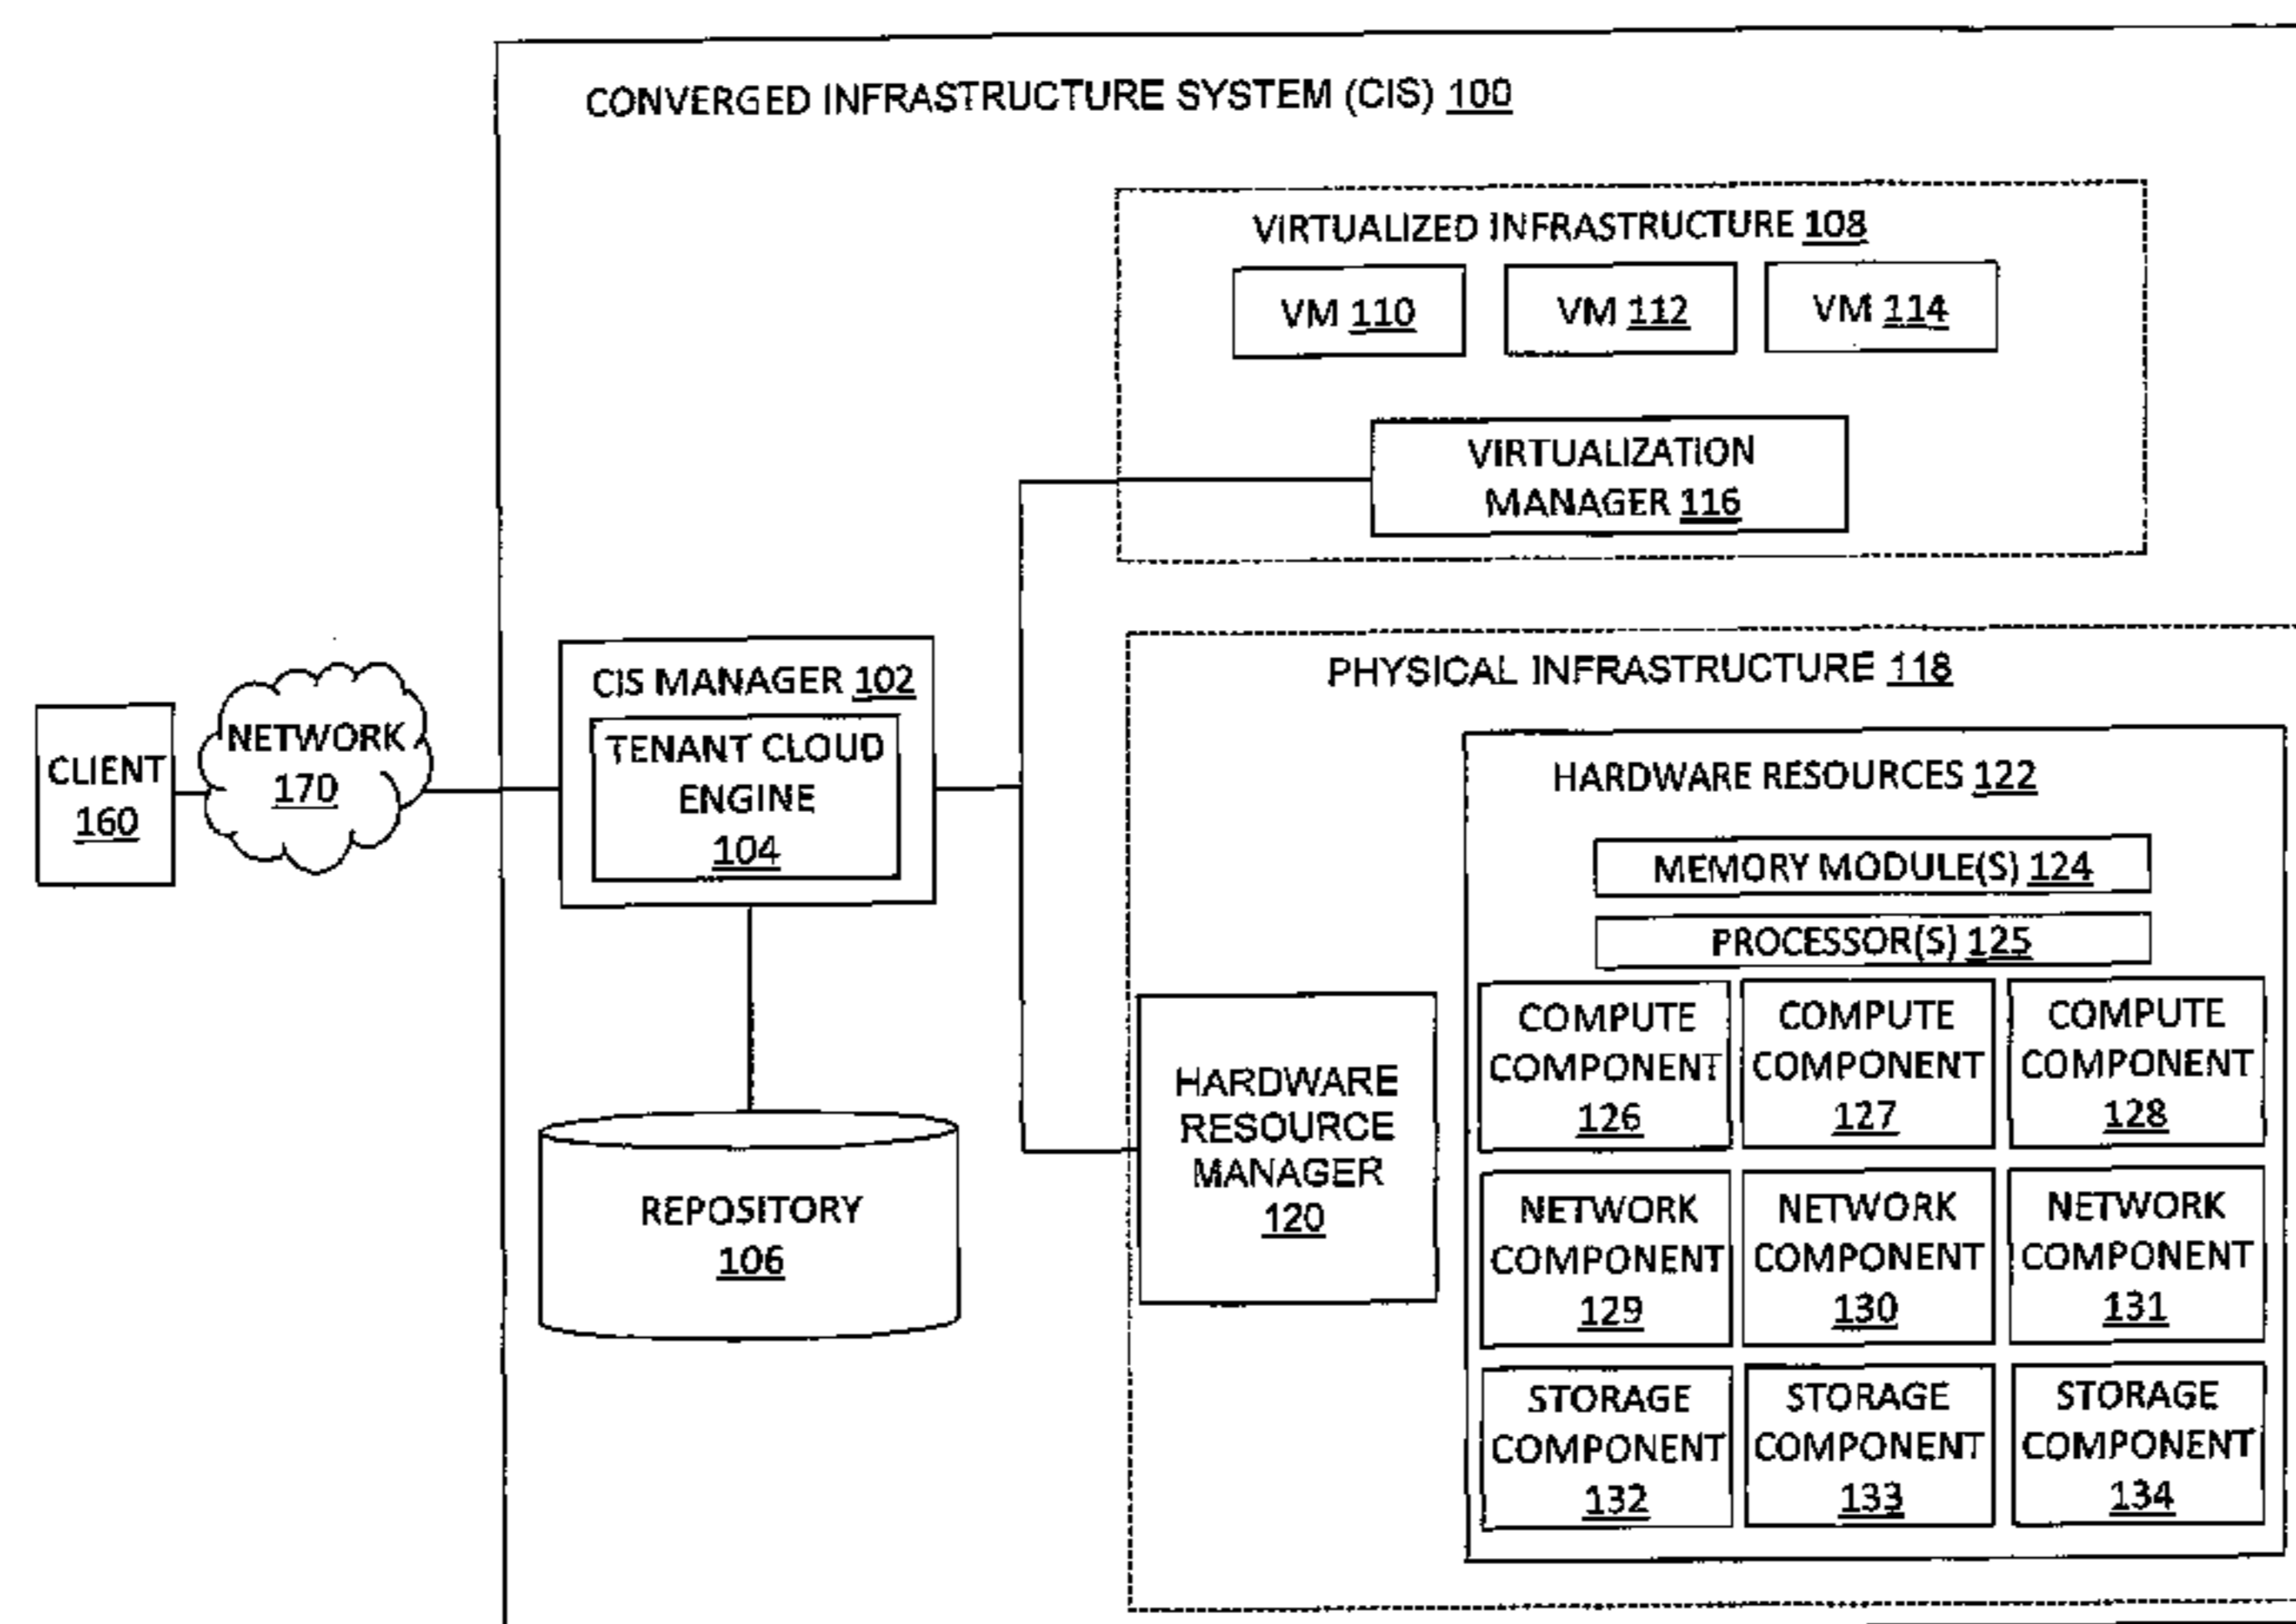 CONVERGED INFRASTRUCTURE SYSTEM (CIS) 100
VIRTUALIZED INFRASTRUCTURE 108
VM 110
VM 112
VM 114
VIRTUALIZATION
MANAGER 116
CLIENT
160
NETWORK
170
CIS MANAGER 102
TENANT CLOUD
ENGINE
104
REPOSITORY
106
PHYSICAL INFRASTRUCTURE 118
HARDWARE
RESOURCE
MANAGER
120
HARDWARE RESOURCES 122
MEMORY MODULE(S) 124
PROCESSOR(S) 125
COMPUTE
COMPONENT
126
COMPUTE
COMPONENT
127
COMPUTE
COMPONENT
128
NETWORK
COMPONENT
129
NETWORK
COMPONENT
130
NETWORK
COMPONENT
131
STORAGE
COMPONENT
132
STORAGE
COMPONENT
133
STORAGE
COMPONENT
134